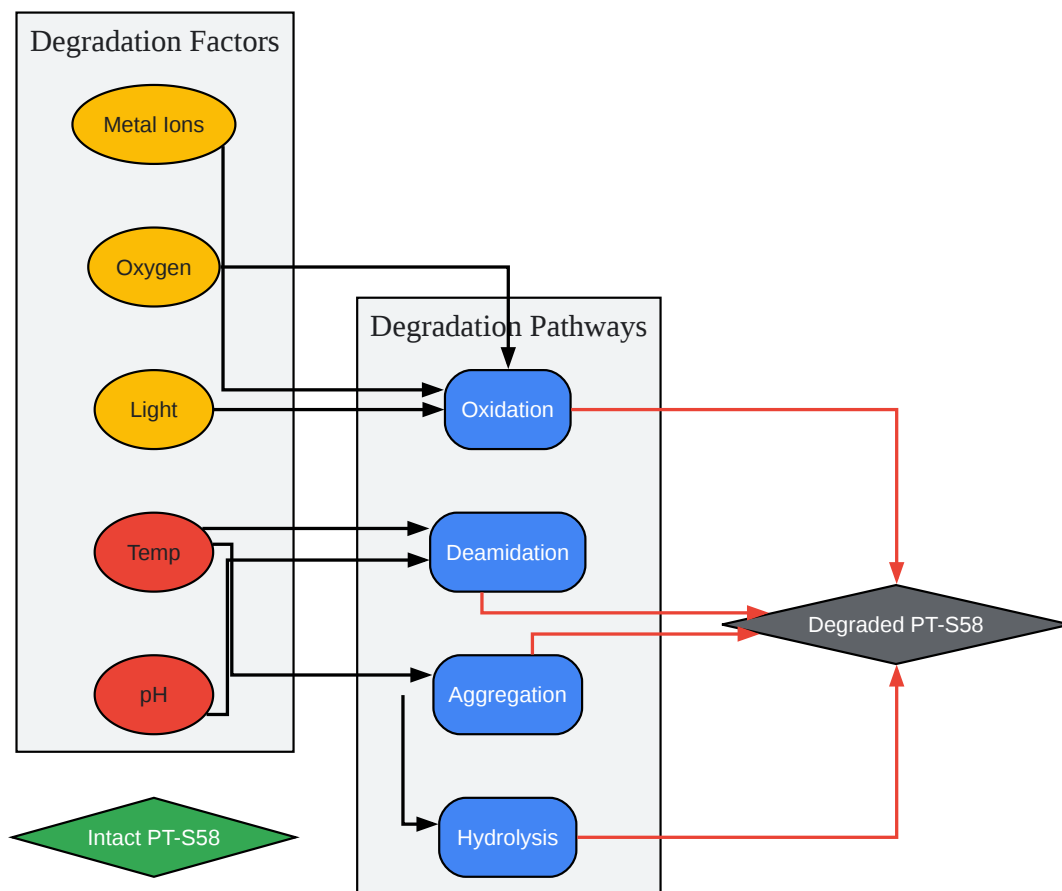 Degradation Factors
Metal Ions
Oxygen
Light
Temp
pH
Intact PT-S58
Degradation Pathways
Oxidation
Deamidation
Aggregation
Hydrolysis
Degraded PT-S58